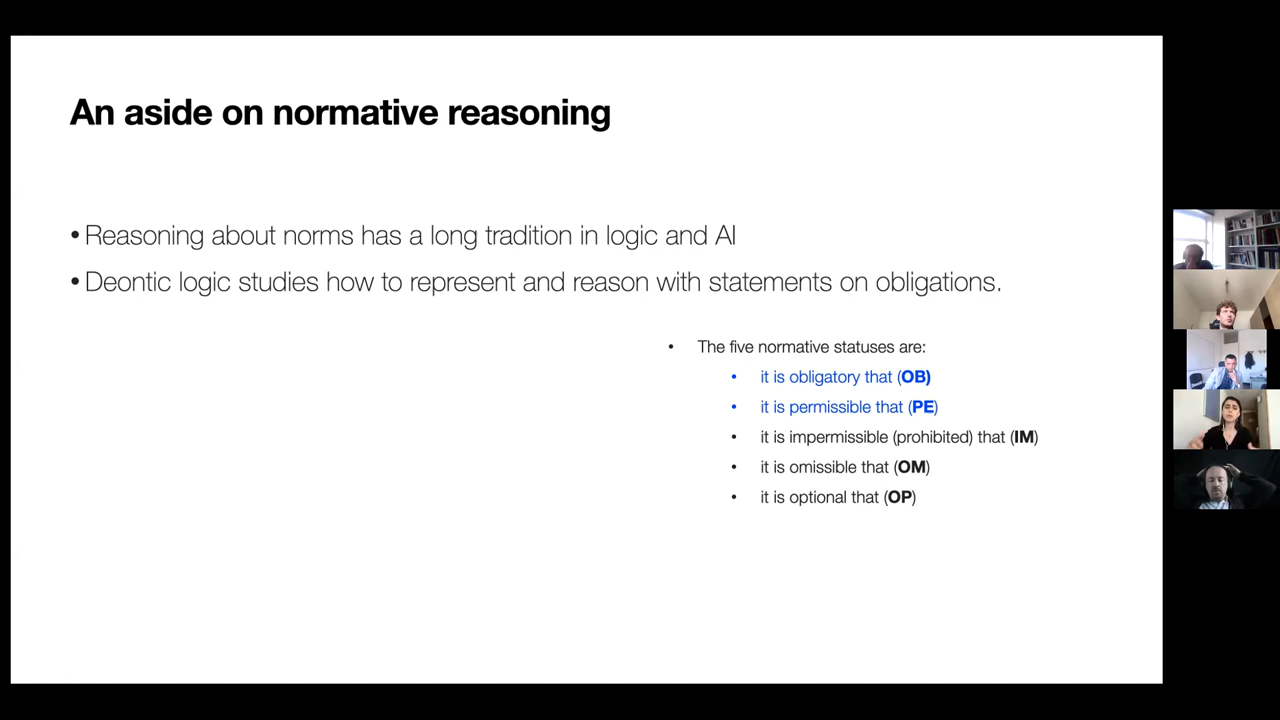 An aside on normative reasoning
• Reasoning about norms has a long tradition in logic and AI
• Deontic logic studies how to represent and reason with statements on obligations.
• The five normative statuses are:
• it is obligatory that (OB)
• it is permissible that (PE)
• it is impermissible (prohibited) that (IM)
• it is omissible that (OM)
• it is optional that (OP)